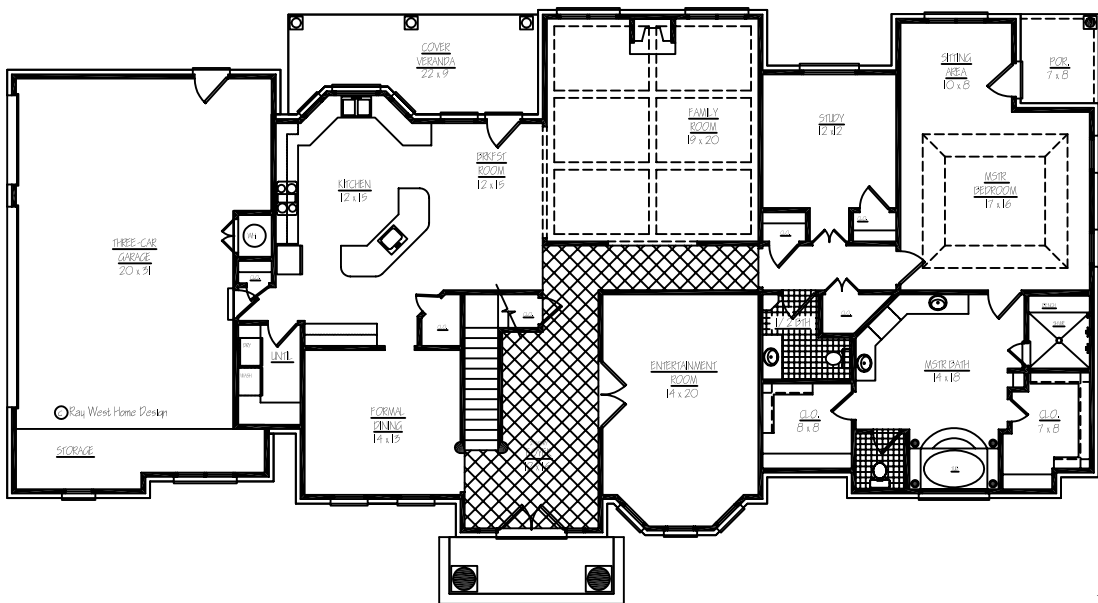 COVER
VERANDA
22 x 9
SITTING
AREA
10 x 8
POR.
7 x 8
FAMILY
ROOM
19 x 20
STUDY
12 x 12
BRKFST
ROOM
12 x 15
KITCHEN
12 x 15
MSTR
BEDROOM
17 x 16
THREE-CAR
GARAGE
20 x 31
1/2 BTH
UNTIL
ENTERTAINMENT
ROOM
14 x 20
MSTR BATH
14 x 18
© Ray West Home Design
FORMAL
DINING
14 x 13
CLO.
8 x 8
CLO.
7 x 8
STORAGE